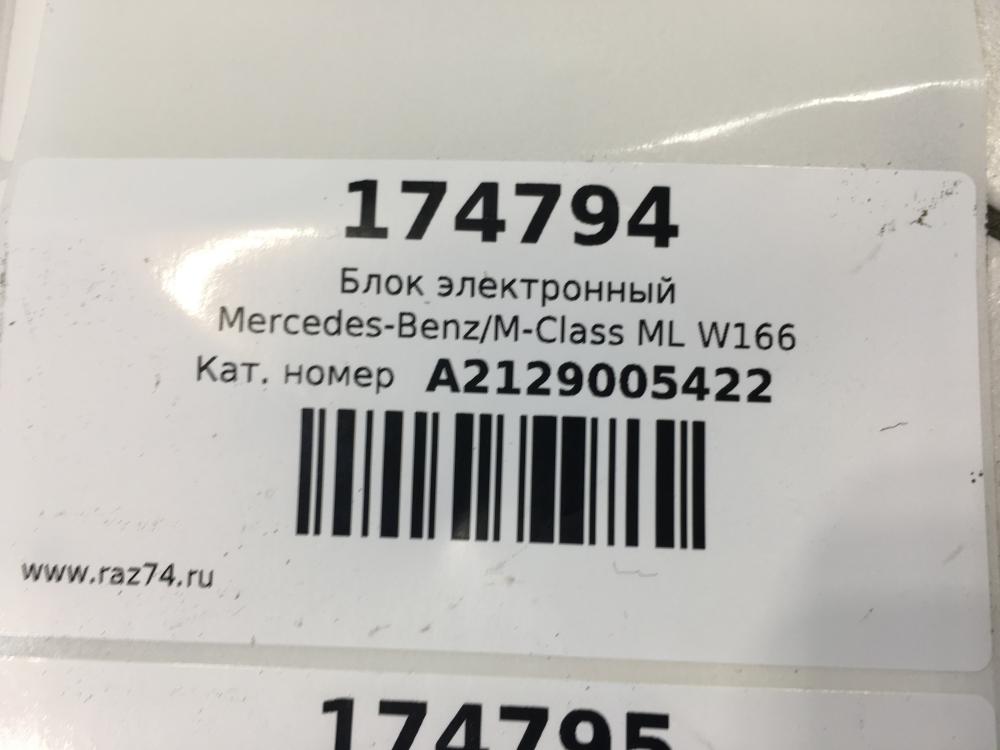 174794
Блок электронный
Mercedes-Benz/M-Class ML W166
Кат. номер A2129005422
www.raz74.ru
174795